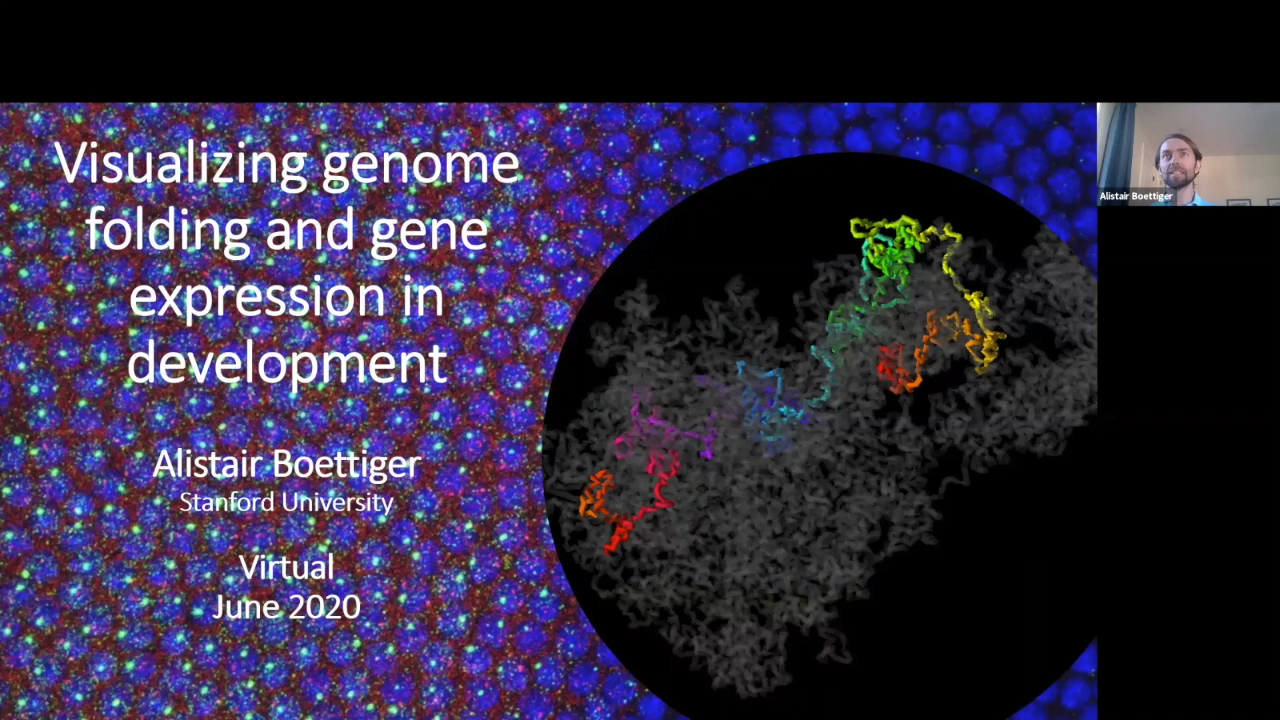 Visualizing genome
folding and gene
expression in
development
Alistair Boettiger
Stanford University
Virtual
June 2020
Alistair Boettiger